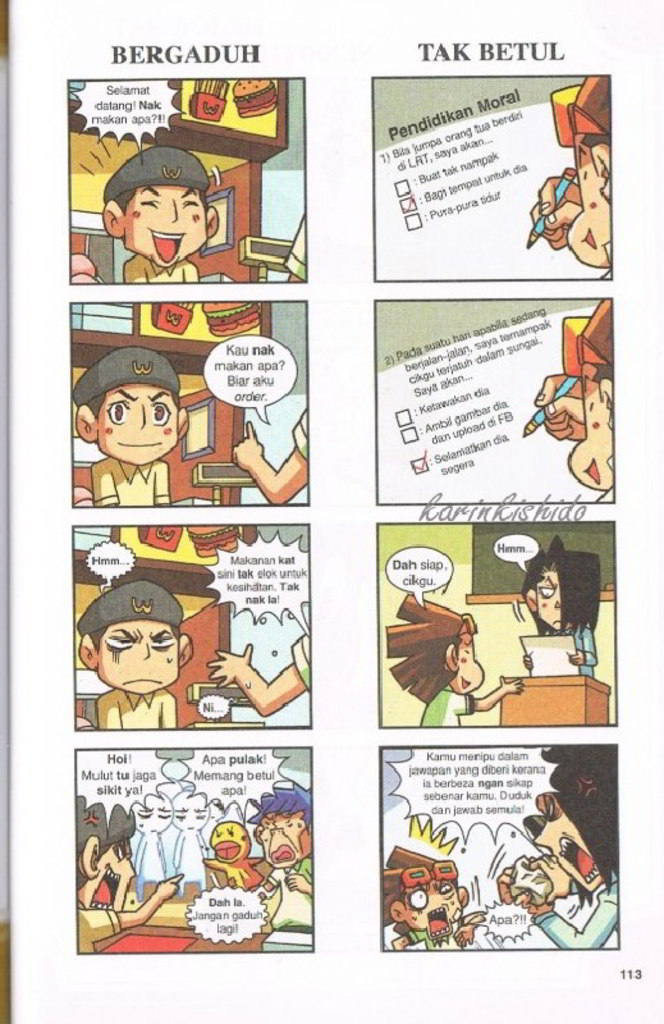 BERGADUH
Selamat
datang! Nak
makan apa?!!
W
W
Kau nak
makan apa?
Biar aku
order.
W
Hmm...
Makanan kat
sini tak elok untuk
kesihatan. Tak
nak la!
W
Ni...
Hoi!
Mulut tu jaga
sikit ya!
Apa pulak!
Memang betul
apa!
Dah la.
Jangan gaduh
lagi!
TAK BETUL
Pendidikan Moral
1) Bila jumpa orang tua berdiri
di LRT, saya akan...
: Buat tak nampak
: Bagi tempat untuk dia
: Pura-pura tidur
2) Pada suatu hari apabila sedang
berjalan-jalan, saya ternampak
cikgu terjatuh dalam sungai.
Saya akan...
: Ketawakan dia
: Ambil gambar dia
dan upload di FB
: Selamatkan dia
segera
karinkishido
Dah siap,
cikgu.
Hmm...
Kamu menipu dalam
jawapan yang diberi kerana
ia berbeza ngan sikap
sebenar kamu. Duduk
dan jawab semula!
Apa?!!
113